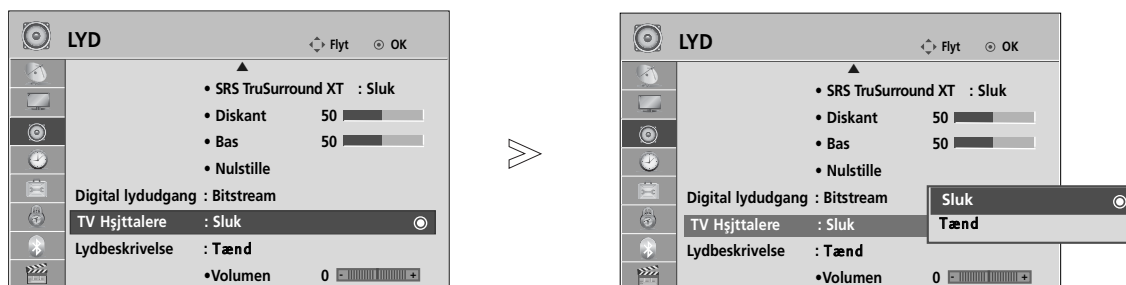 LYD
Flyt OK
• SRS TruSurround XT : Sluk
• Diskant 50
• Bas 50
• Nulstille
Digital lydudgang : Bitstream
TV Hşjttalere : Sluk
Lydbeskrivelse : Tænd
•Volumen 0 - +
LYD
Flyt OK
• SRS TruSurround XT : Sluk
• Diskant 50
• Bas 50
• Nulstille
Digital lydudgang : Bitstream
TV Hşjttalere : Sluk
Sluk
Tænd
Lydbeskrivelse : Tænd
•Volumen 0 - +